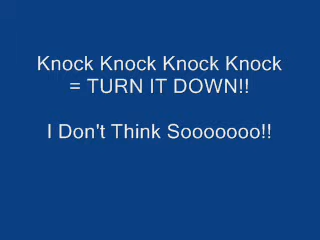 Knock Knock Knock Knock
= TURN IT DOWN!!
I Don't Think Sooooooo!!